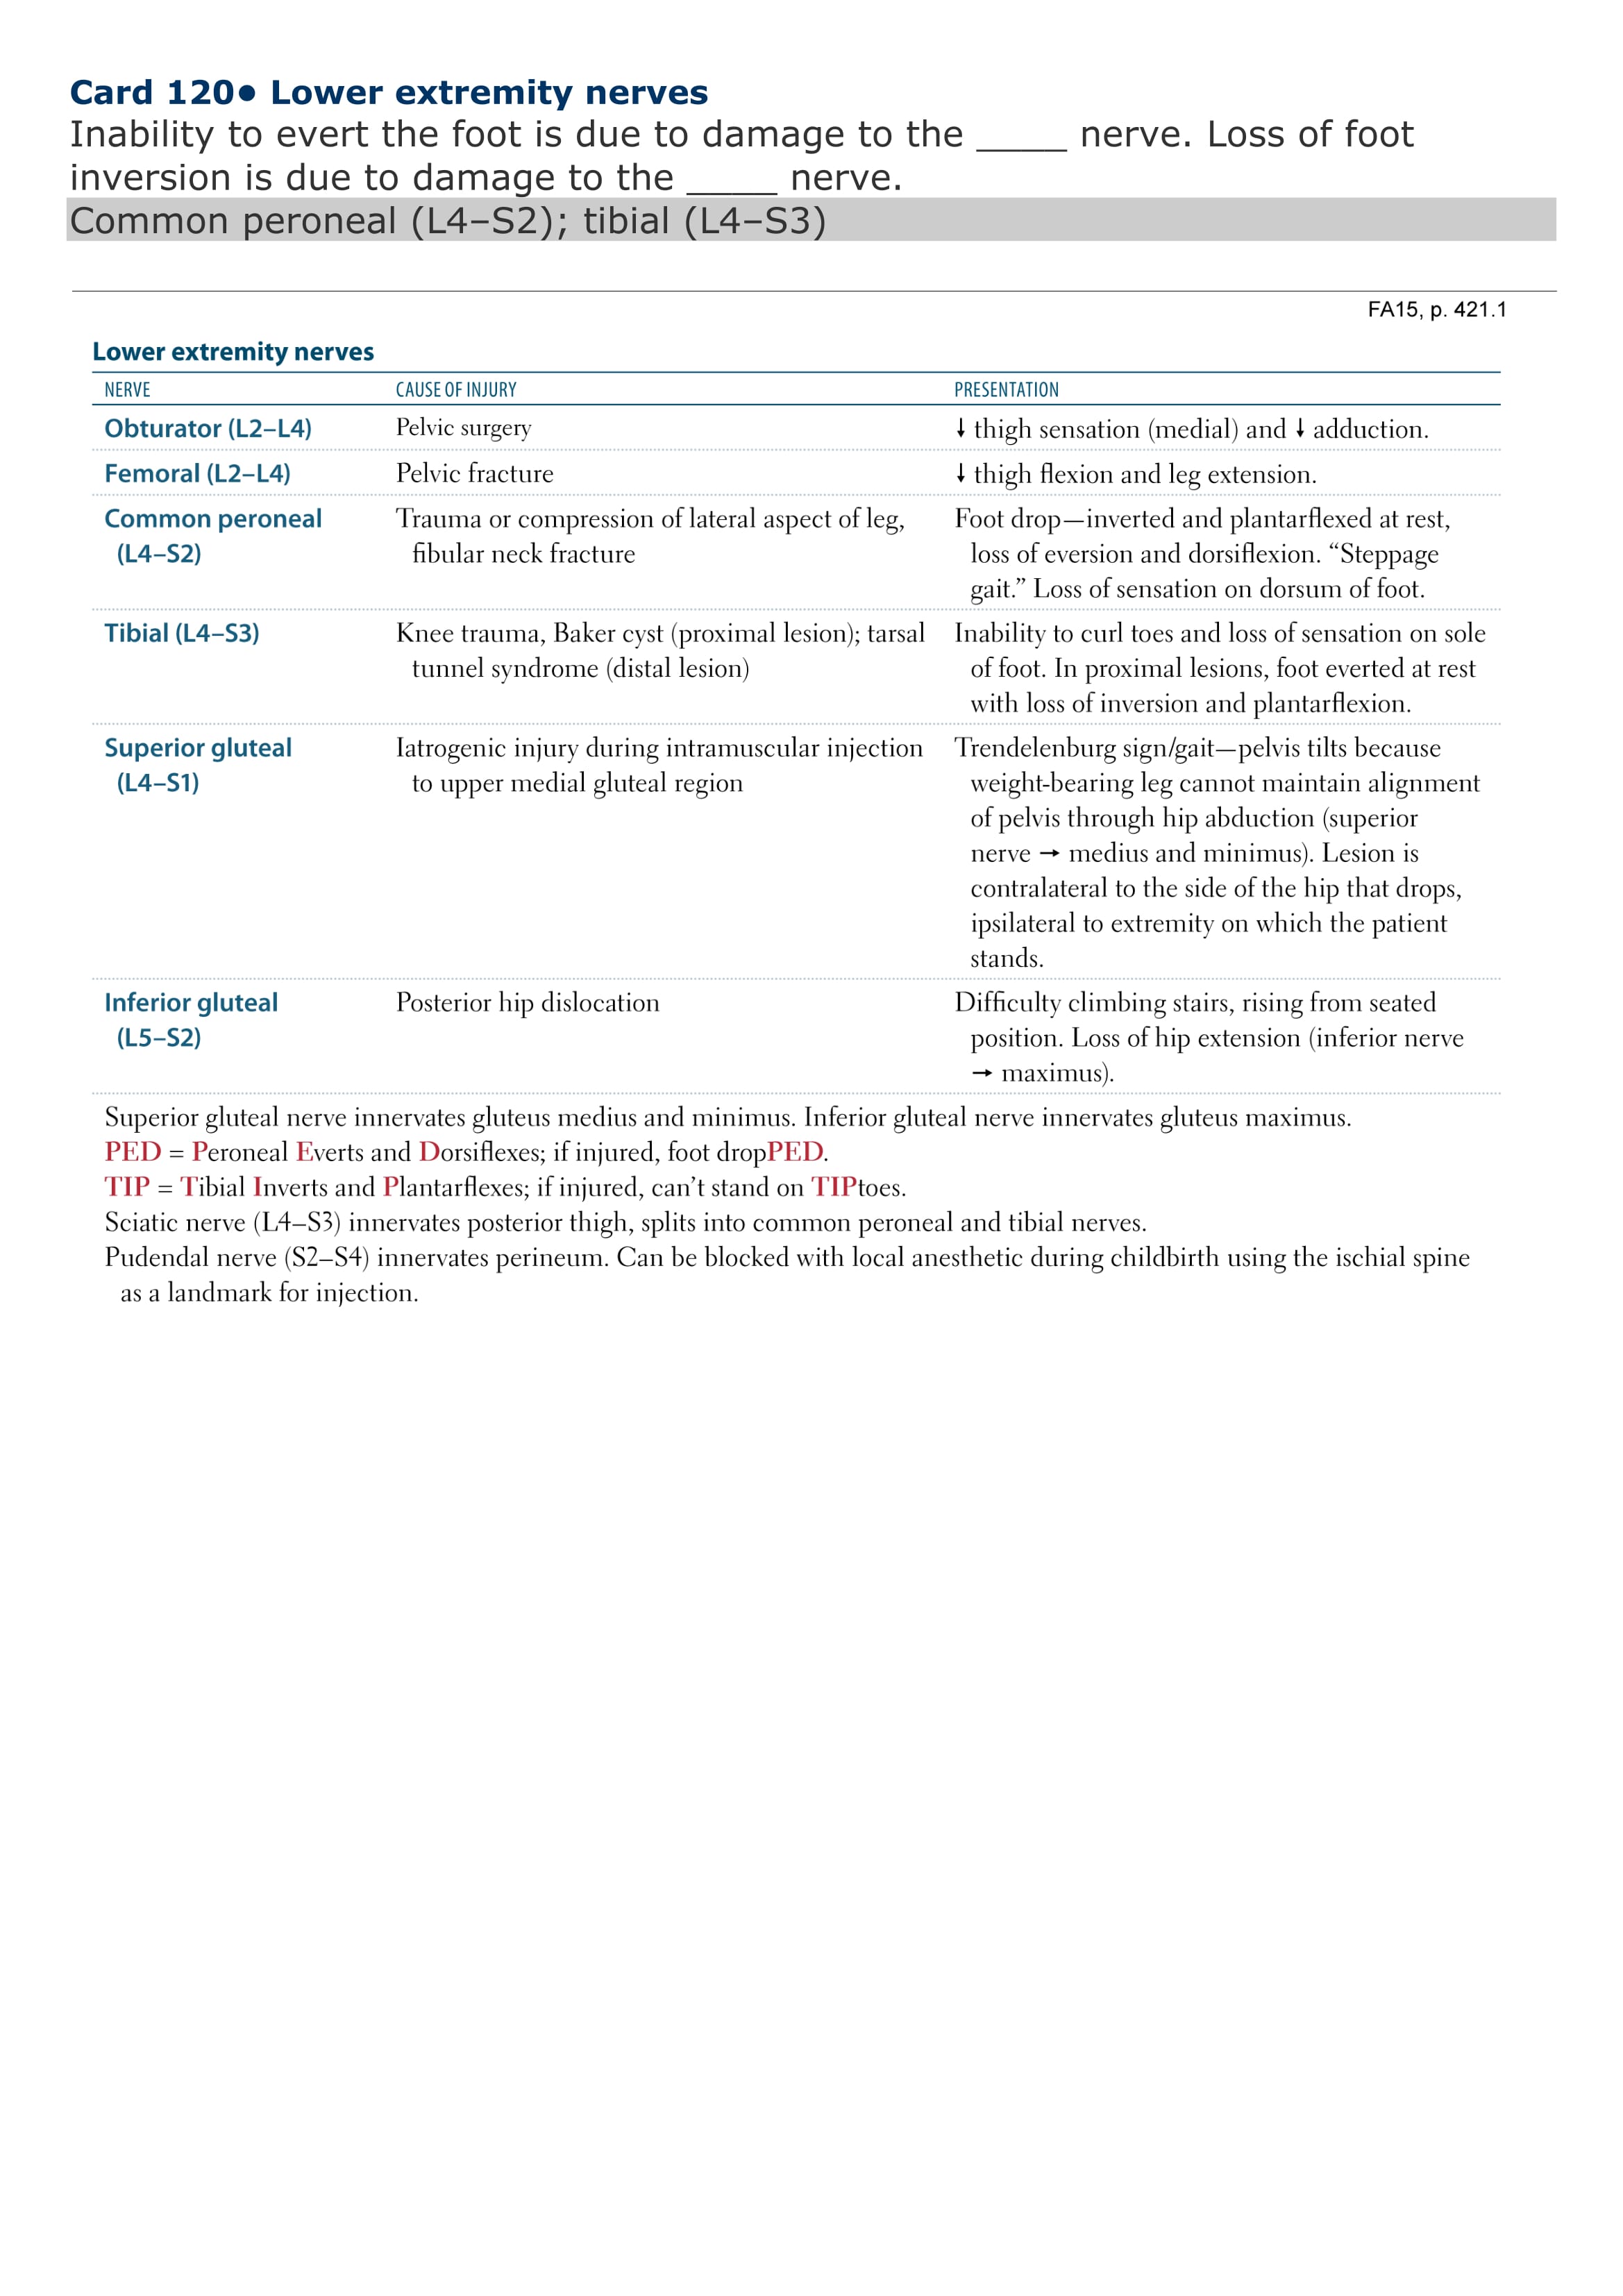 Card 120● Lower extremity nerves
Inability to evert the foot is due to damage to the ____ nerve. Loss of foot
inversion is due to damage to the ____ nerve.
Common peroneal (L4–S2); tibial (L4–S3)
FA15, p. 421.1
Lower extremity nerves
NERVE CAUSE OF INJURY PRESENTATION
Obturator (L2–L4) Pelvic surgery ↓ thigh sensation (medial) and ↓ adduction.
Femoral (L2–L4) Pelvic fracture ↓ thigh flexion and leg extension.
Common peroneal Trauma or compression of lateral aspect of leg, Foot drop—inverted and plantarflexed at rest,
(L4–S2) fibular neck fracture loss of eversion and dorsiflexion. “Steppage
gait.” Loss of sensation on dorsum of foot.
Tibial (L4–S3) Knee trauma, Baker cyst (proximal lesion); tarsal Inability to curl toes and loss of sensation on sole
tunnel syndrome (distal lesion) of foot. In proximal lesions, foot everted at rest
with loss of inversion and plantarflexion.
Superior gluteal Iatrogenic injury during intramuscular injection Trendelenburg sign/gait—pelvis tilts because
(L4–S1) to upper medial gluteal region weight-bearing leg cannot maintain alignment
of pelvis through hip abduction (superior
nerve → medius and minimus). Lesion is
contralateral to the side of the hip that drops,
ipsilateral to extremity on which the patient
stands.
Inferior gluteal Posterior hip dislocation Difficulty climbing stairs, rising from seated
(L5–S2) position. Loss of hip extension (inferior nerve
→ maximus).
Superior gluteal nerve innervates gluteus medius and minimus. Inferior gluteal nerve innervates gluteus maximus.
PED = Peroneal Everts and Dorsiflexes; if injured, foot dropPED.
TIP = Tibial Inverts and Plantarflexes; if injured, can’t stand on TIPtoes.
Sciatic nerve (L4–S3) innervates posterior thigh, splits into common peroneal and tibial nerves.
Pudendal nerve (S2–S4) innervates perineum. Can be blocked with local anesthetic during childbirth using the ischial spine
as a landmark for injection.